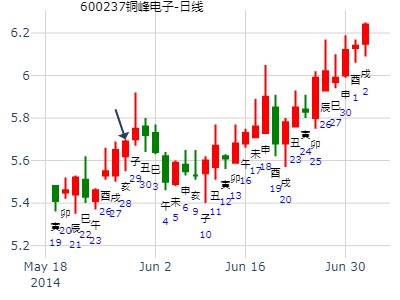 600237铜峰电子-日线
6.2
6
5.8
5.6
5.4
5.2
寅 19
卯 20
辰 21
巳 22
午 23
酉 26
戌 27
亥 28
子 29
丑 30
巳 3
午 4
未 5
申 6
亥 9
子 10
丑 11
寅 12
卯 13
午 16
未 17
申 18
酉 19
戌 20
丑 23
寅 24
卯 25
辰 26
巳 27
申 30
酉 1
戌 2
May 18
2014
Jun 2
Jun 16
Jun 30